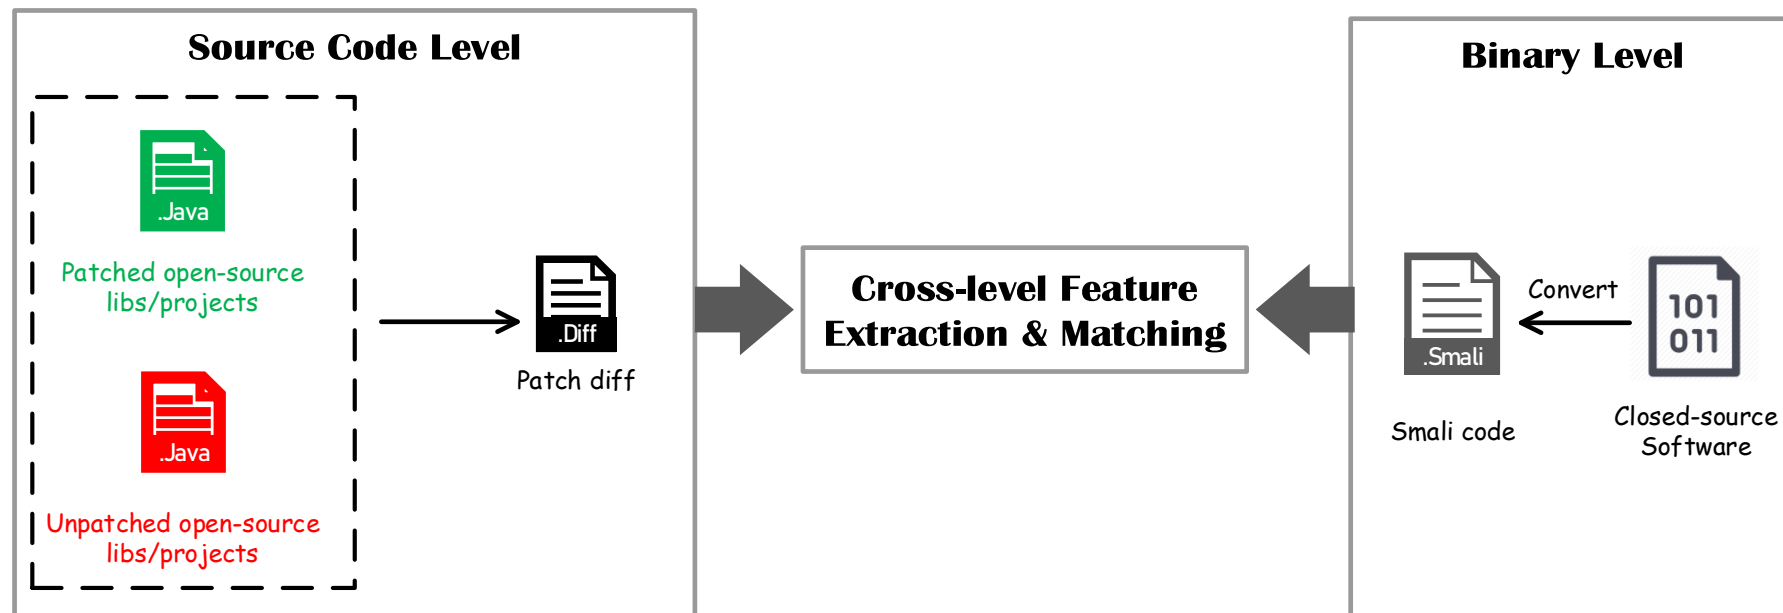 Source Code Level
.Java
Patched open-source
libs/projects
.Java
Unpatched open-source
libs/projects
.Diff
Patch diff
Cross-level Feature
Extraction & Matching
Binary Level
.Smali
Smali code
Convert
101
011
Closed-source
Software